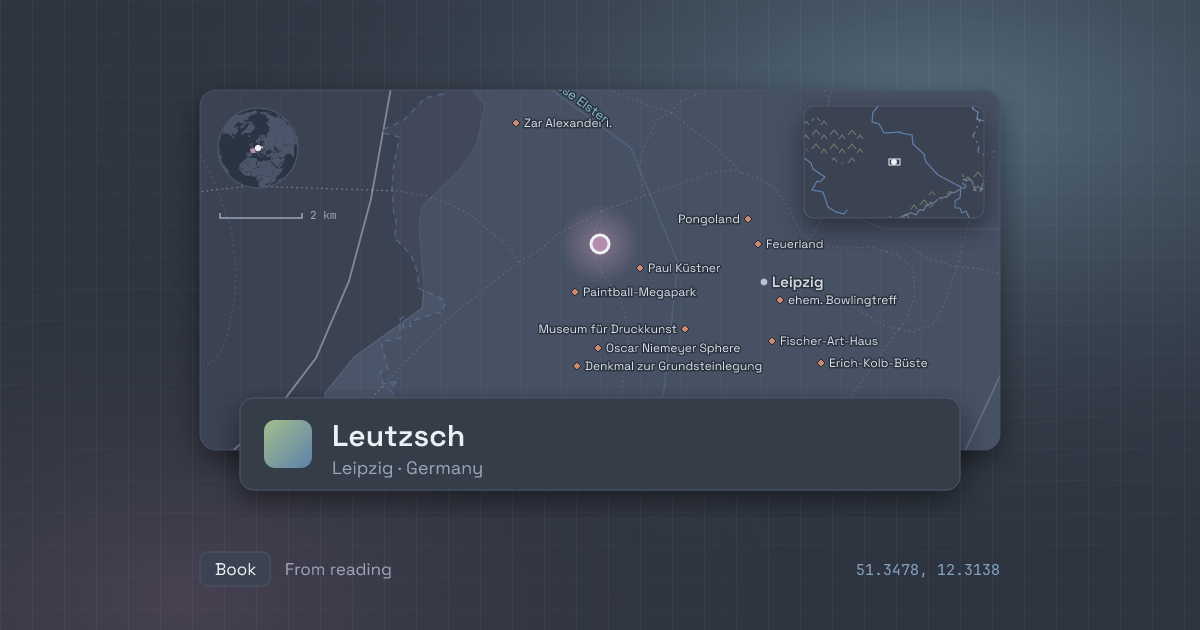 se Elster
Zar Alexander I.
2 km
Pongoland
Feuerland
Paul Küstner
Leipzig
Paintball-Megapark
ehem. Bowlingtreff
Museum für Druckkunst
Fischer-Art-Haus
Oscar Niemeyer Sphere
Erich-Kolb-Büste
Denkmal zur Grundsteinlegung
Leutzsch
Leipzig · Germany
Book From reading
51.3478, 12.3138